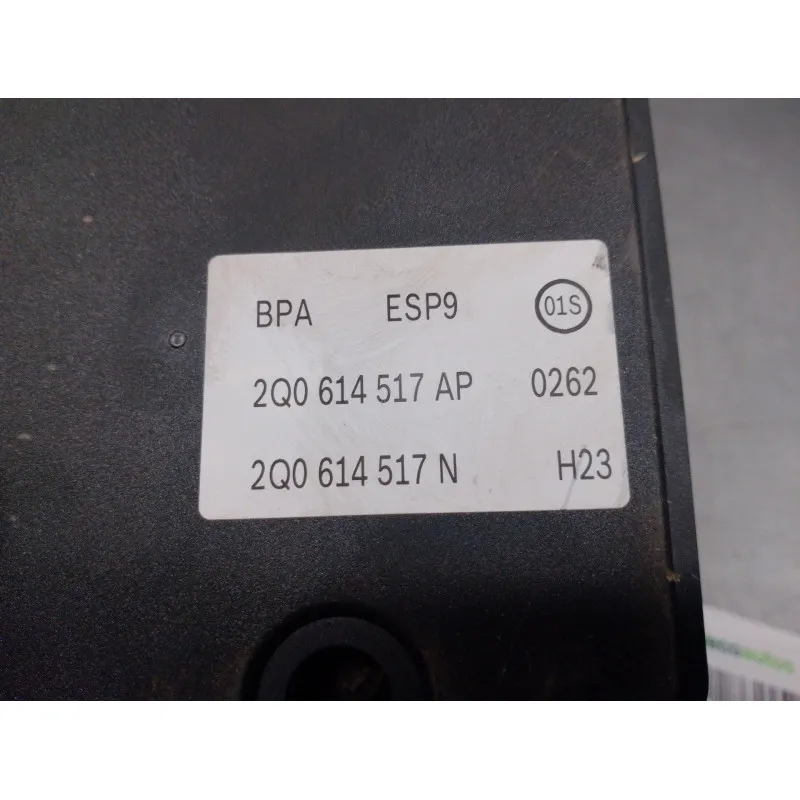 BPA ESP9 01S
2Q0 614 517 AP 0262
2Q0 614 517 N H23